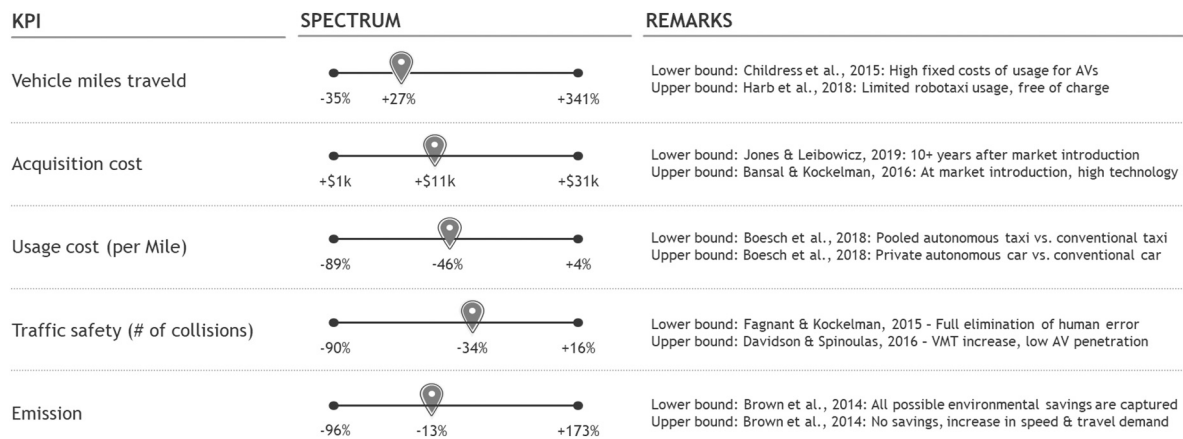 KPI SPECTRUM REMARKS
Vehicle miles traveld
-35% +27% +341%
Lower bound: Childress et al., 2015: High fixed costs of usage for AVs
Upper bound: Harb et al., 2018: Limited robotaxi usage, free of charge
Acquisition cost
+$1k +$11k +$31k
Lower bound: Jones & Leibowicz, 2019: 10+ years after market introduction
Upper bound: Bansal & Kockelman, 2016: At market introduction, high technology
Usage cost (per Mile)
-89% -46% +4%
Lower bound: Boesch et al., 2018: Pooled autonomous taxi vs. conventional taxi
Upper bound: Boesch et al., 2018: Private autonomous car vs. conventional car
Traffic safety (# of collisions)
-90% -34% +16%
Lower bound: Fagnant & Kockelman, 2015 – Full elimination of human error
Upper bound: Davidson & Spinoulas, 2016 – VMT increase, low AV penetration
Emission
-96% -13% +173%
Lower bound: Brown et al., 2014: All possible environmental savings are captured
Upper bound: Brown et al., 2014: No savings, increase in speed & travel demand